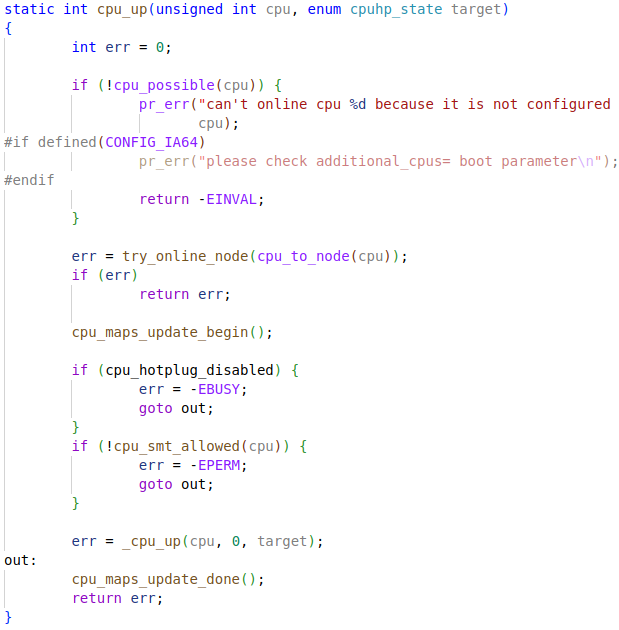 static int cpu_up(unsigned int cpu, enum cpuhp_state target)
{
        int err = 0;

        if (!cpu_possible(cpu)) {
                pr_err("can't online cpu %d because it is not configured
                       cpu);
#if defined(CONFIG_IA64)
                pr_err("please check additional_cpus= boot parameter\n");
#endif
                return -EINVAL;
        }

        err = try_online_node(cpu_to_node(cpu));
        if (err)
                return err;

        cpu_maps_update_begin();

        if (cpu_hotplug_disabled) {
                err = -EBUSY;
                goto out;
        }
        if (!cpu_smt_allowed(cpu)) {
                err = -EPERM;
                goto out;
        }

        err = _cpu_up(cpu, 0, target);
out:
        cpu_maps_update_done();
        return err;
}